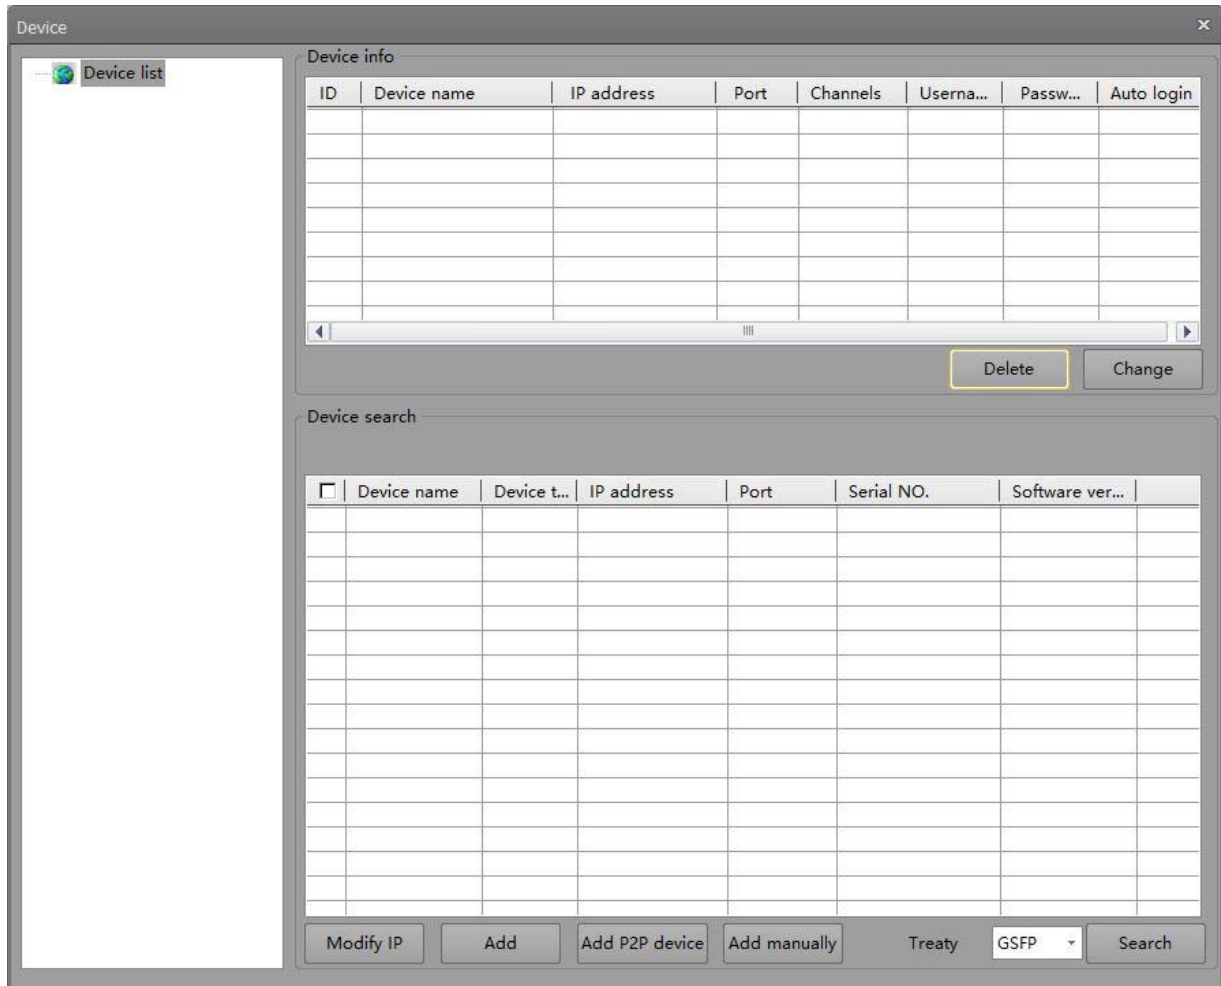 Device
Device list
Device info
ID Device name IP address Port Channels Userna... Passw... Auto login
Delete Change
Device search
Device name Device t... IP address Port Serial NO. Software ver...
Modify IP Add Add P2P device Add manually Treaty GSFP Search